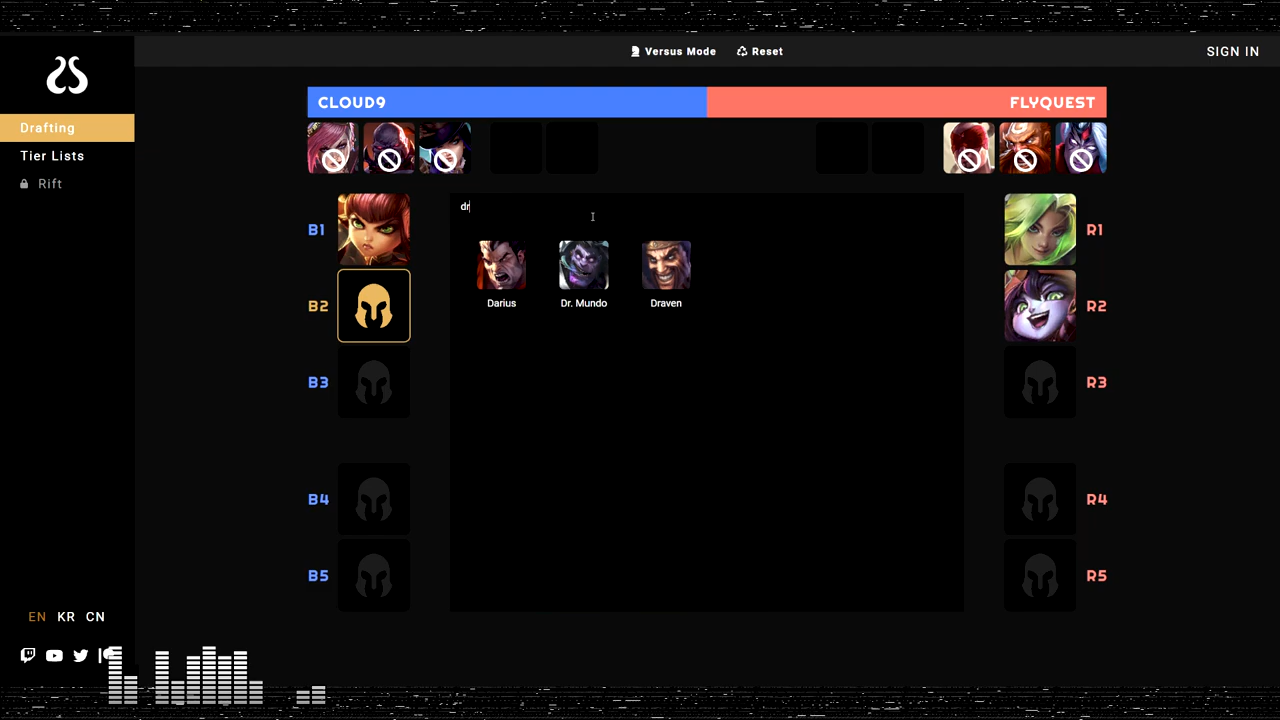 Versus Mode Reset SIGN IN
CLOUD9 FLYQUEST
Drafting
Tier Lists
Rift
dr
Darius Dr. Mundo Draven
B1 R1
B2 R2
B3 R3
B4 R4
B5 R5
EN KR CN